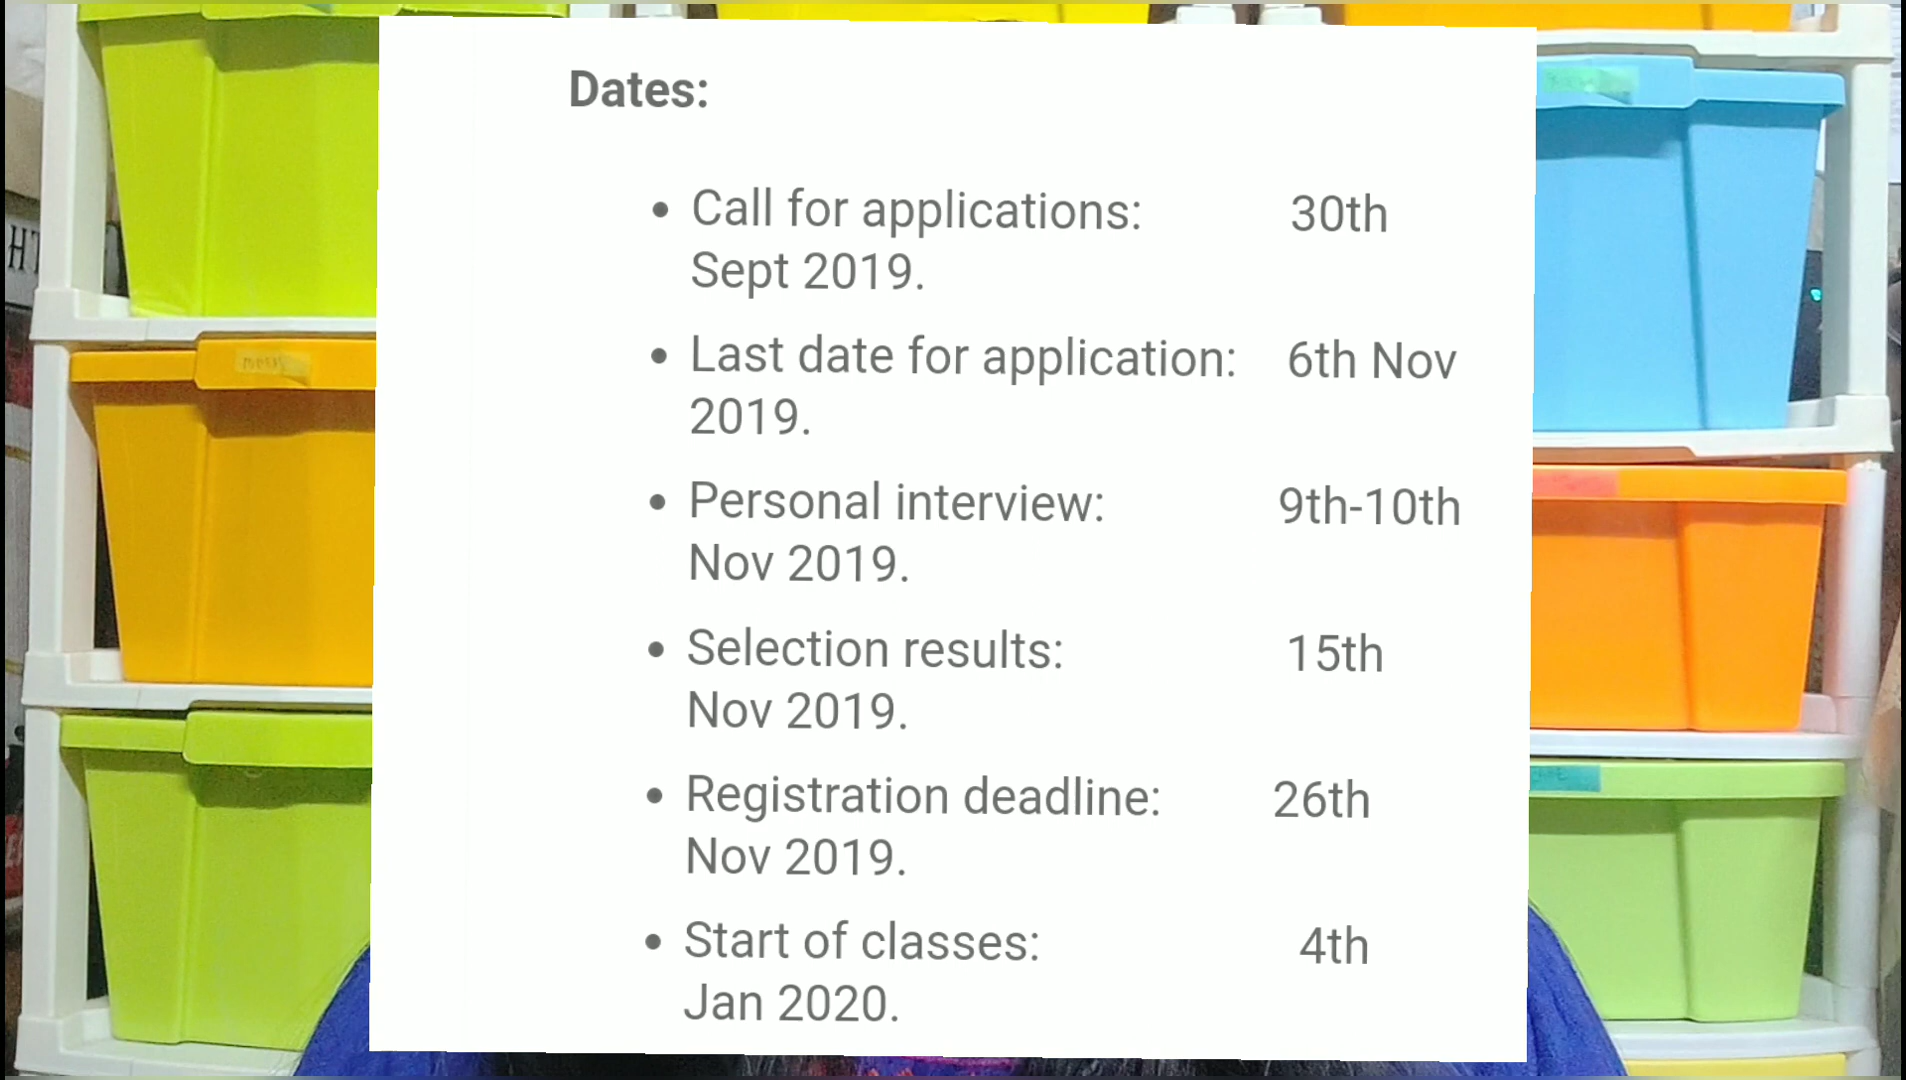 Dates:
• Call for applications: 30th
Sept 2019.
• Last date for application: 6th Nov
2019.
• Personal interview: 9th-10th
Nov 2019.
• Selection results: 15th
Nov 2019.
• Registration deadline: 26th
Nov 2019.
• Start of classes: 4th
Jan 2020.